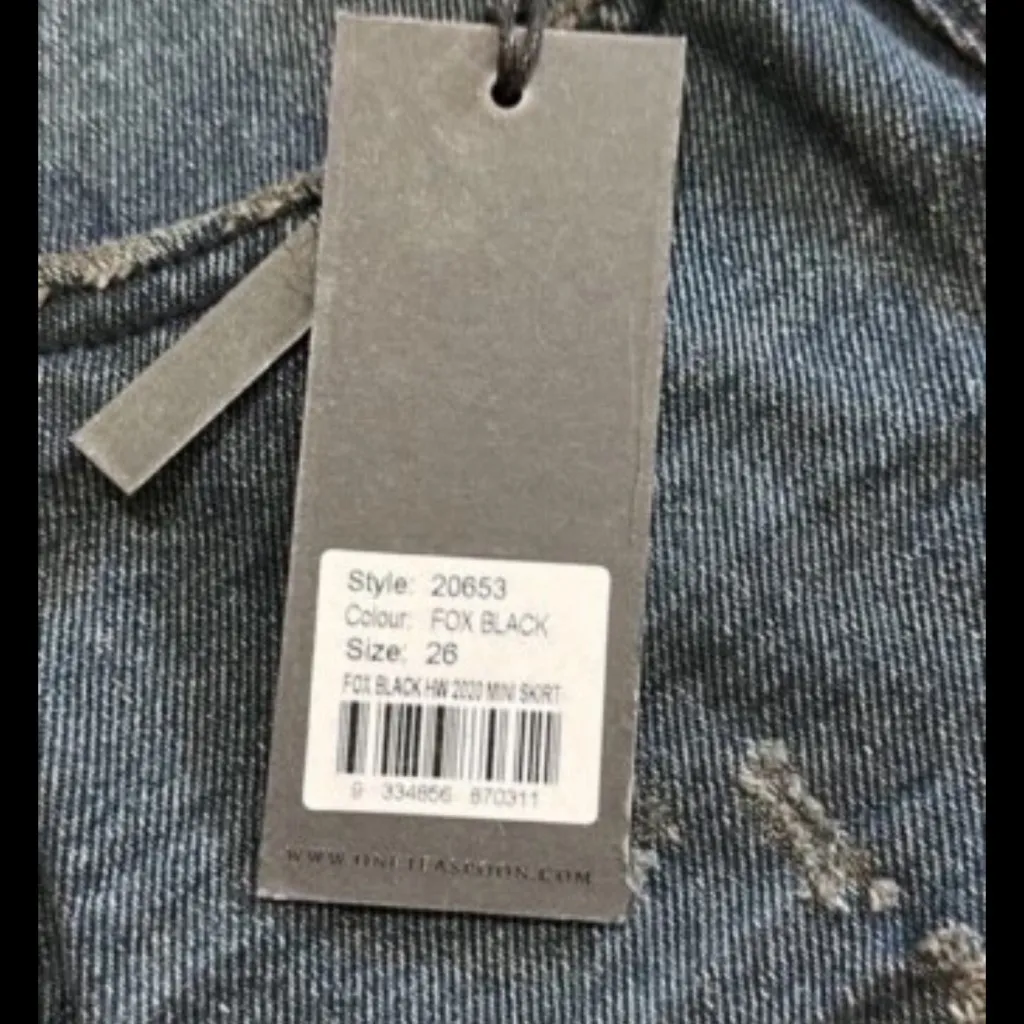 Style: 20653
Colour: FOX BLACK
Size: 26
FOX BLACK HW 2020 MINI SKIRT
9 334856 870311
WWW.ONETEASPOON.COM